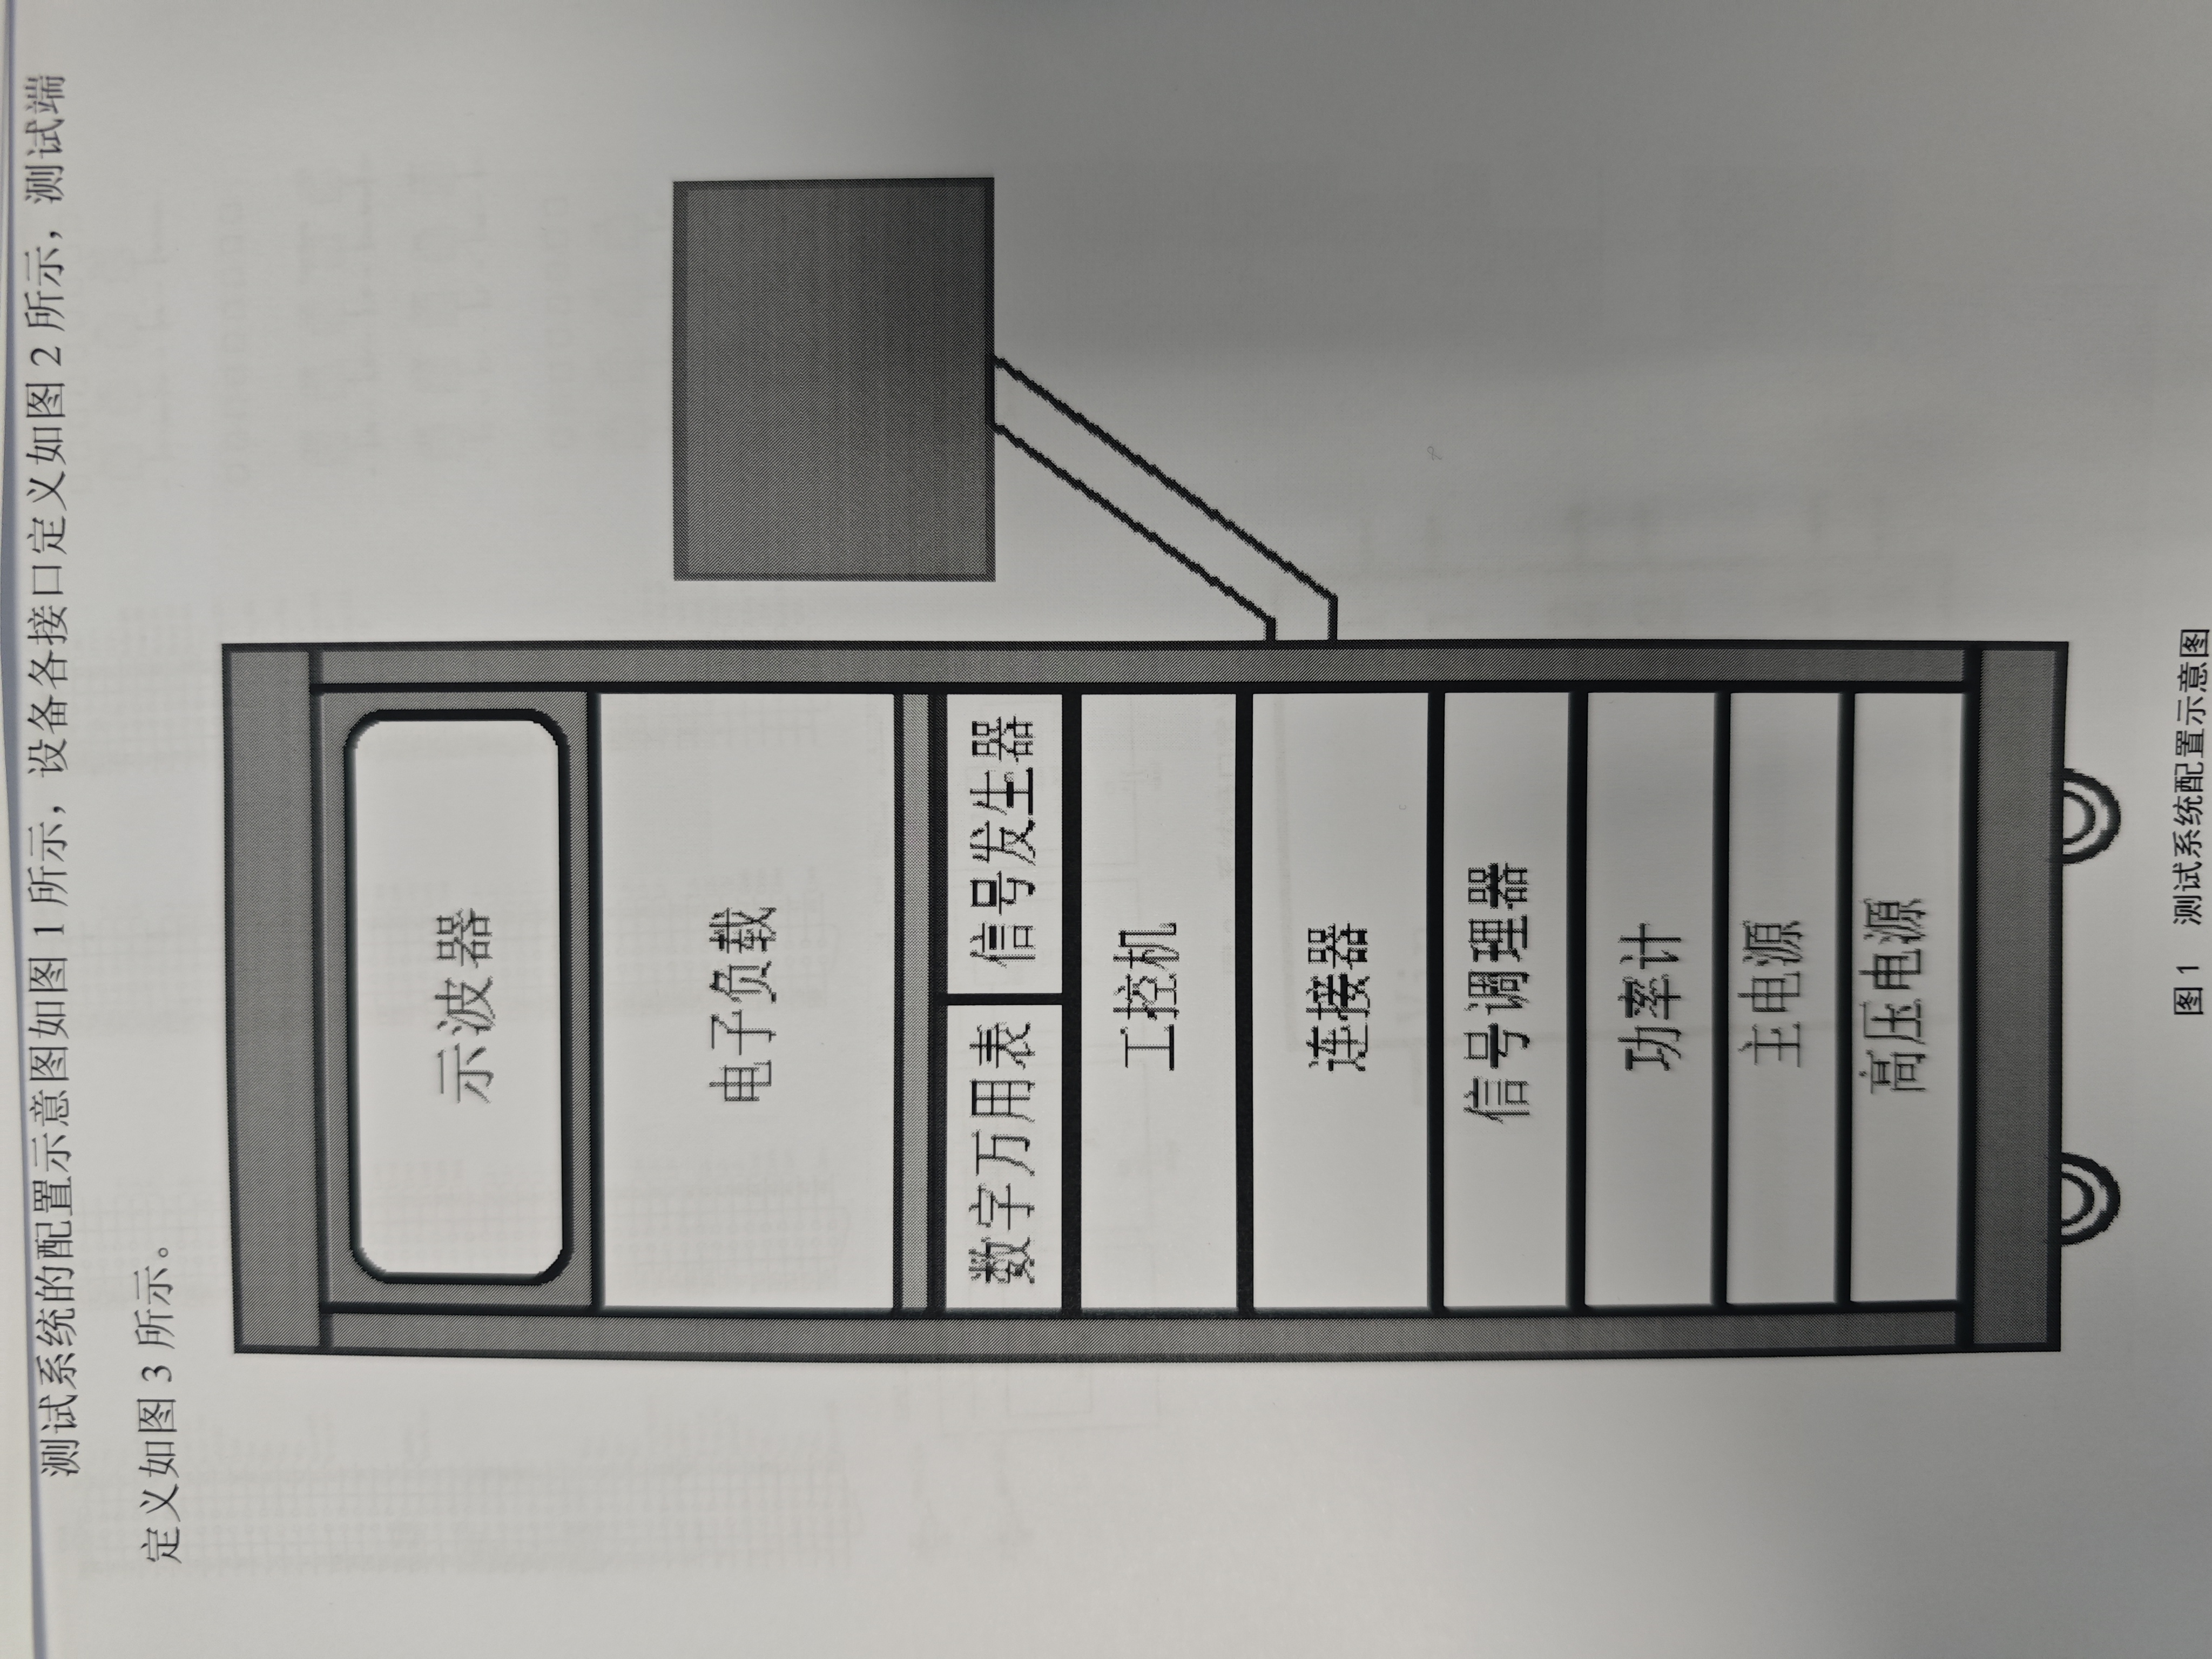 测试系统的配置示意图如图 1 所示，设备各接口定义如图 2 所示，测试端
定义如图 3 所示。
示波器
电子负载
数字万用表
信号发生器
工控机
连接器
信号调理器
功率计
主电源
高压电源
图 1 测试系统配置示意图